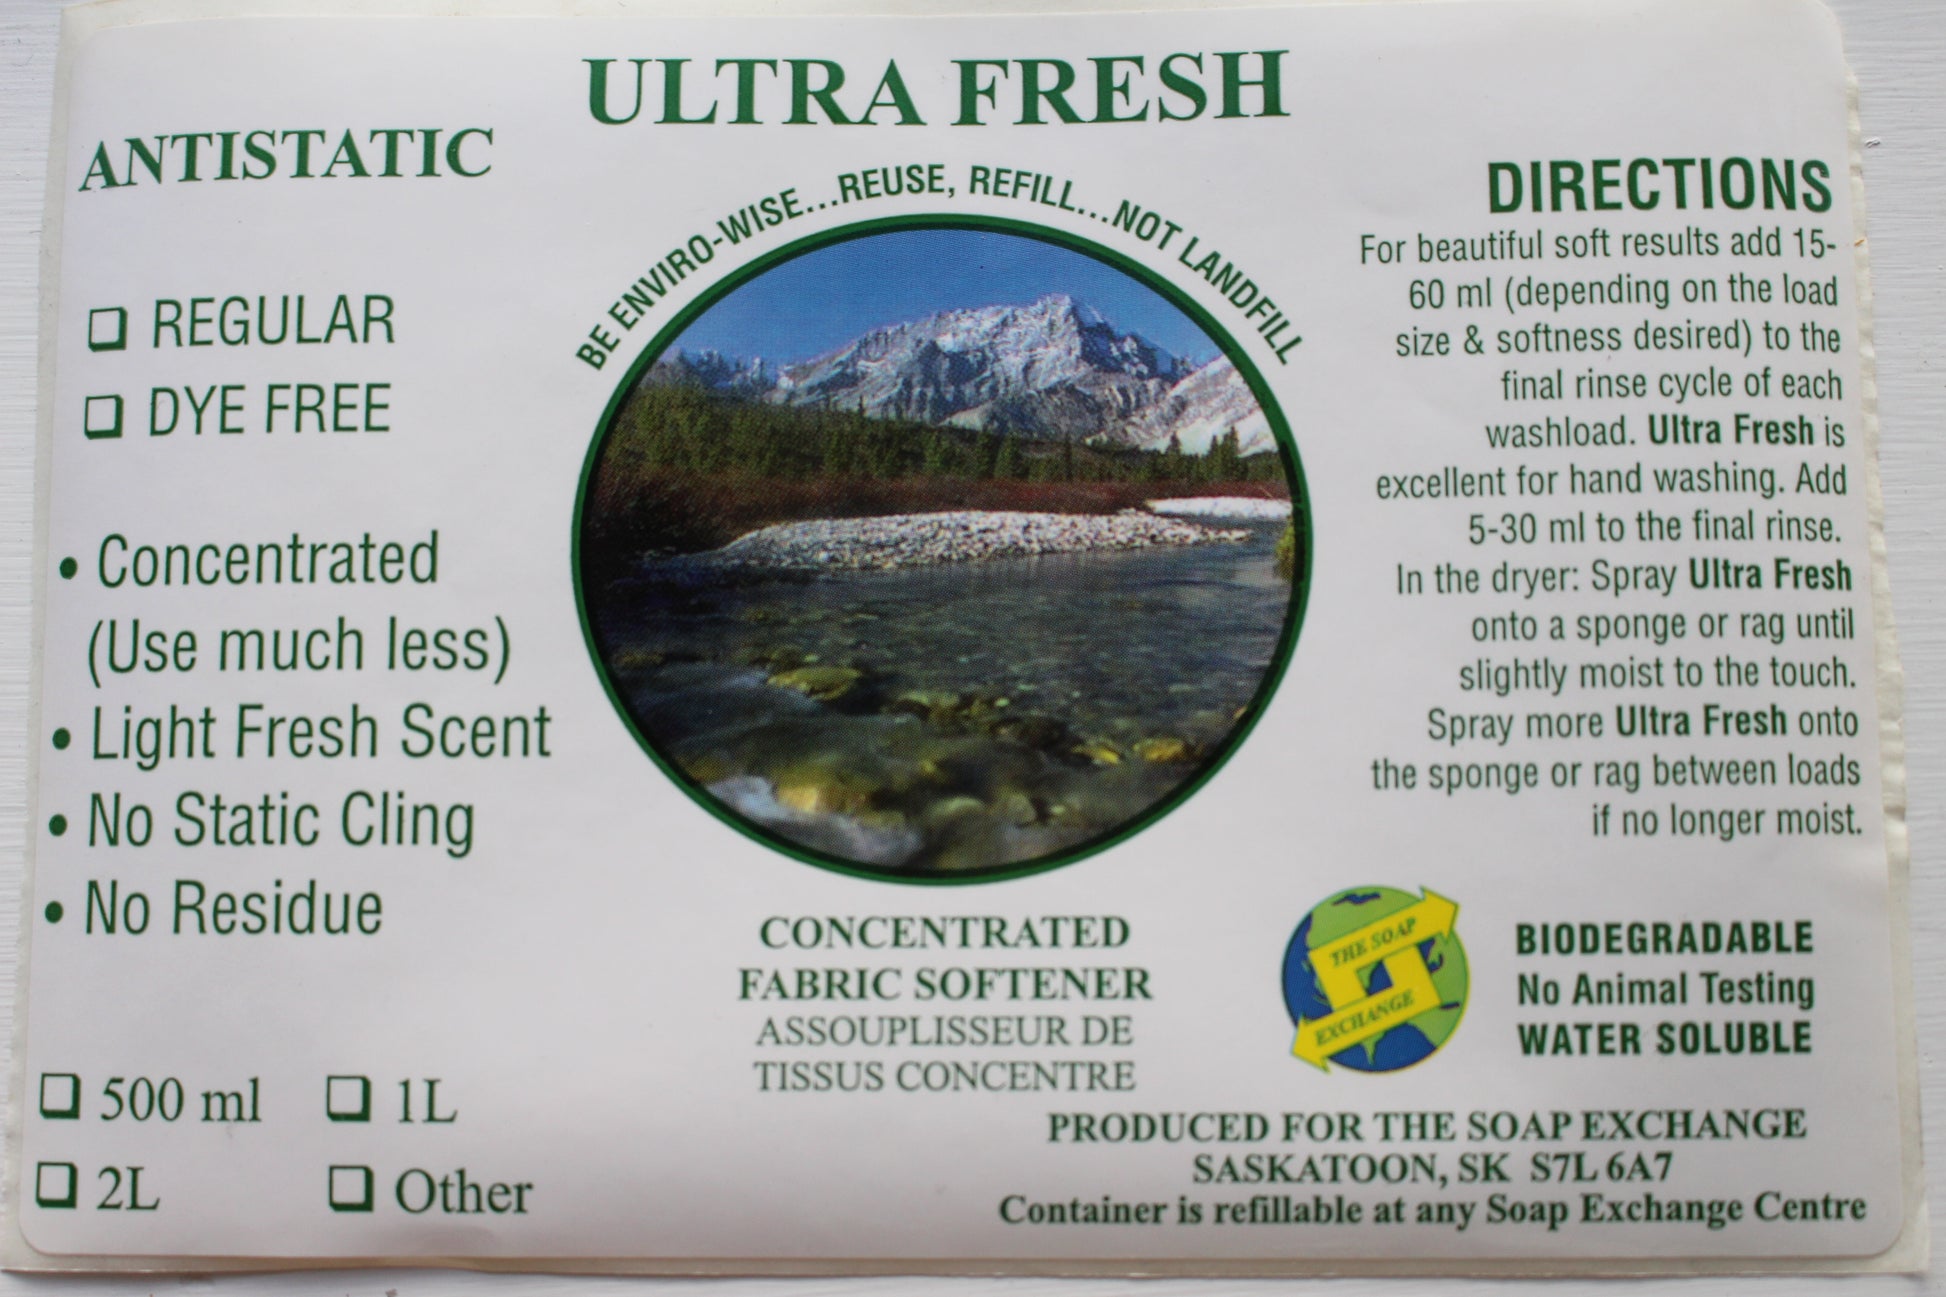 ULTRA FRESH
ANTISTATIC
❑ REGULAR
❑ DYE FREE
• Concentrated
(Use much less)
• Light Fresh Scent
• No Static Cling
• No Residue
❑ 500 ml ❑ 1L
❑ 2L ❑ Other
BE ENVIRO-WISE...REUSE, REFILL...NOT LANDFILL
CONCENTRATED
FABRIC SOFTENER
ASSOUPLISSEUR DE
TISSUS CONCENTRE
DIRECTIONS
For beautiful soft results add 15-
60 ml (depending on the load
size & softness desired) to the
final rinse cycle of each
washload. Ultra Fresh is
excellent for hand washing. Add
5-30 ml to the final rinse.
In the dryer: Spray Ultra Fresh
onto a sponge or rag until
slightly moist to the touch.
Spray more Ultra Fresh onto
the sponge or rag between loads
if no longer moist.
THE SOAP
EXCHANGE
BIODEGRADABLE
No Animal Testing
WATER SOLUBLE
PRODUCED FOR THE SOAP EXCHANGE
SASKATOON, SK S7L 6A7
Container is refillable at any Soap Exchange Centre